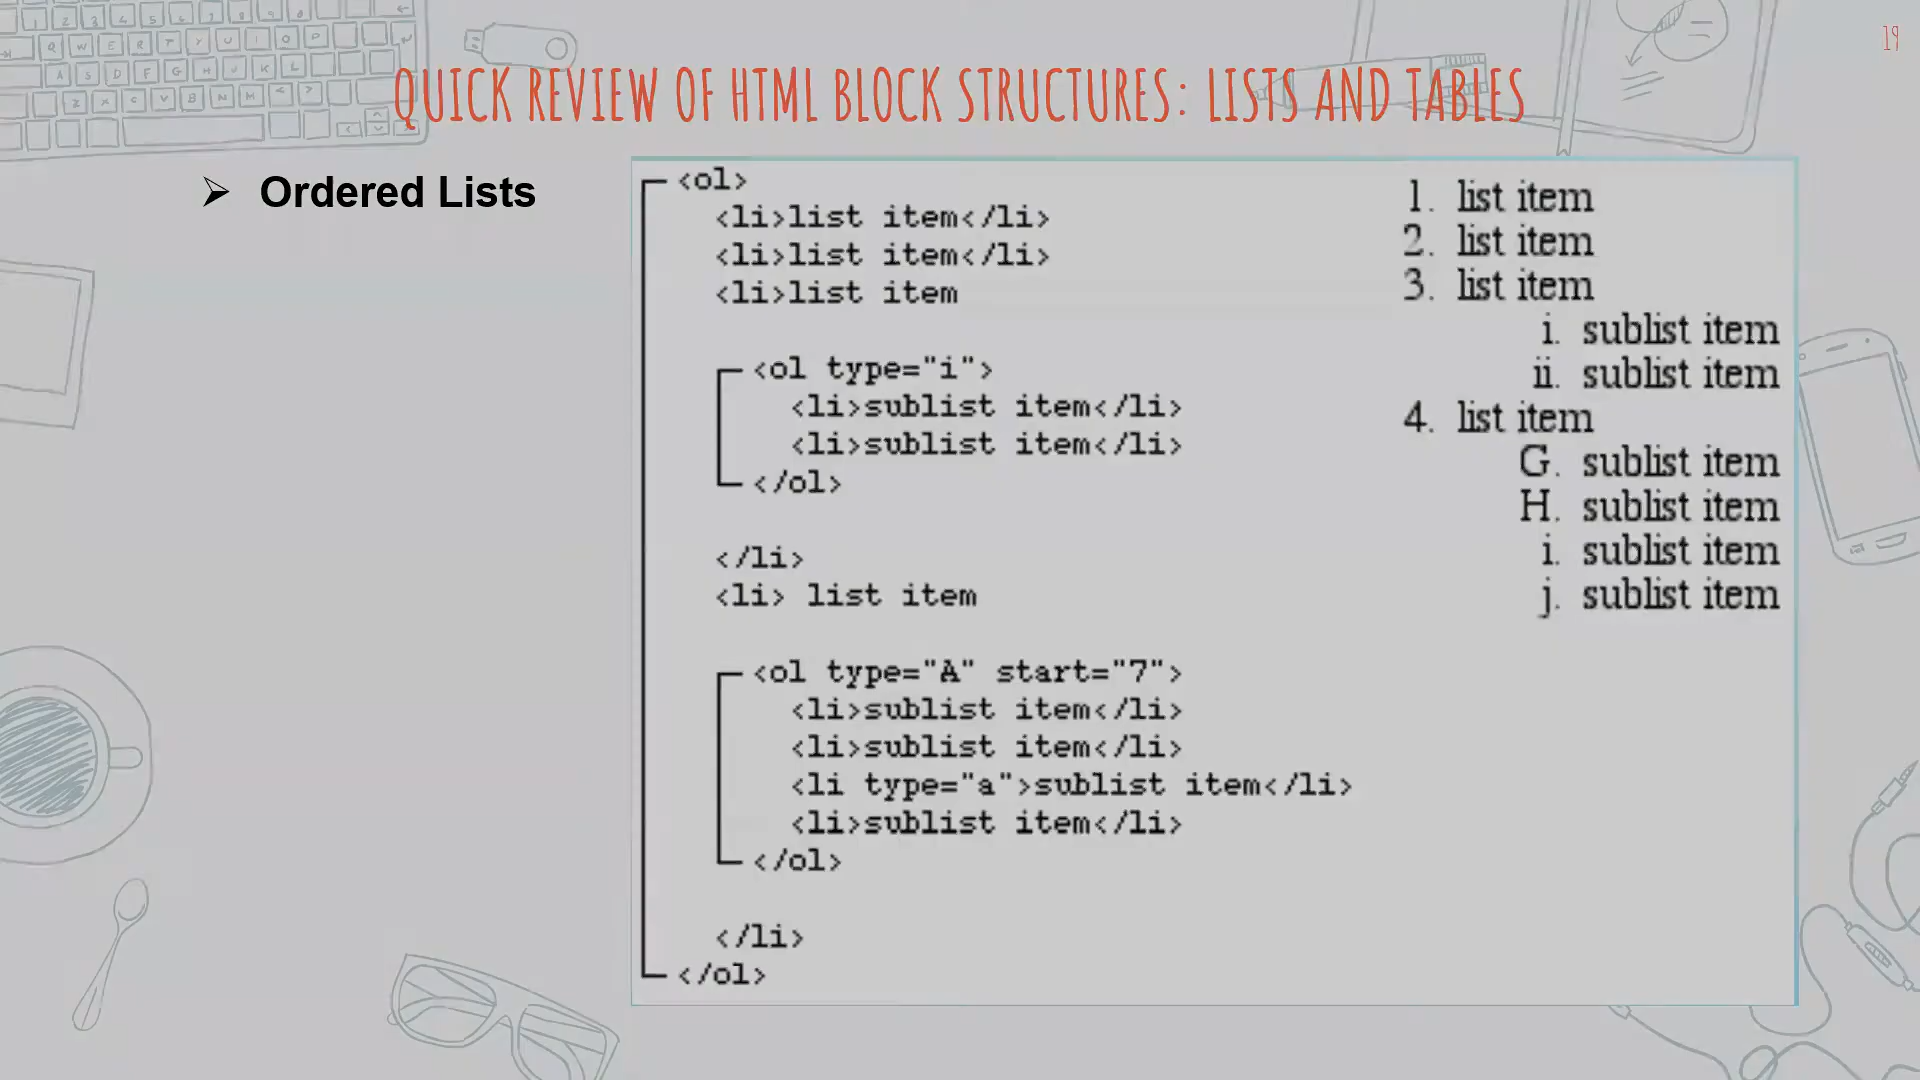 19
QUICK REVIEW OF HTML BLOCK STRUCTURES: LISTS AND TABLES
➢ Ordered Lists
<ol>
<li>list item</li>
<li>list item</li>
<li>list item
<ol type="i">
<li>sublist item</li>
<li>sublist item</li>
</ol>
</li>
<li> list item
<ol type="A" start="7">
<li>sublist item</li>
<li>sublist item</li>
<li type="a">sublist item</li>
<li>sublist item</li>
</ol>
</li>
</ol>
1. list item
2. list item
3. list item
i. sublist item
ii. sublist item
4. list item
G. sublist item
H. sublist item
i. sublist item
j. sublist item